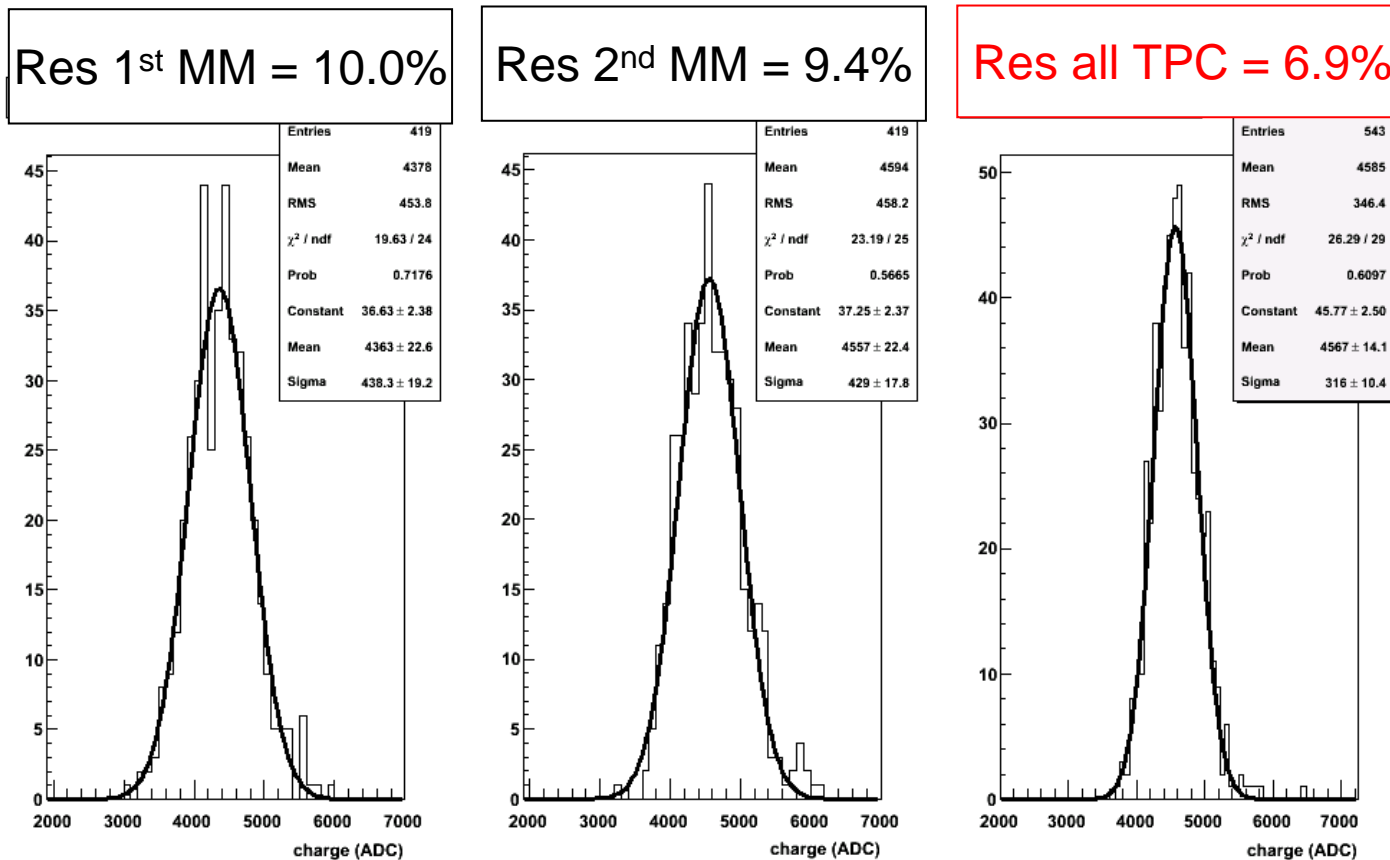 Res 1st MM = 10.0%
Entries 419
Mean 4378
RMS 453.8
χ² / ndf 19.63 / 24
Prob 0.7176
Constant 36.63 ± 2.38
Mean 4363 ± 22.6
Sigma 438.3 ± 19.2
45
40
35
30
25
20
15
10
5
0
2000 3000 4000 5000 6000 7000
charge (ADC)
Res 2nd MM = 9.4%
Entries 419
Mean 4594
RMS 458.2
χ² / ndf 23.19 / 25
Prob 0.5665
Constant 37.25 ± 2.37
Mean 4557 ± 22.4
Sigma 429 ± 17.8
45
40
35
30
25
20
15
10
5
0
2000 3000 4000 5000 6000 7000
charge (ADC)
Res all TPC = 6.9%
Entries 543
Mean 4585
RMS 346.4
χ² / ndf 26.29 / 29
Prob 0.6097
Constant 45.77 ± 2.50
Mean 4567 ± 14.1
Sigma 316 ± 10.4
50
40
30
20
10
0
2000 3000 4000 5000 6000 7000
charge (ADC)